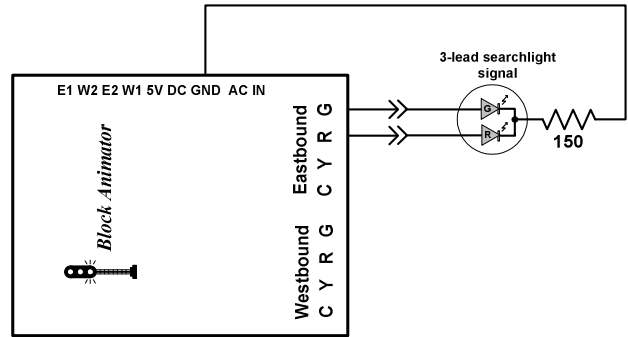 3-lead searchlight
signal
E1 W2 E2 W1 5V DC GND AC IN
G
R
150
Block Animator
Eastbound
C Y R G
Westbound
C Y R G